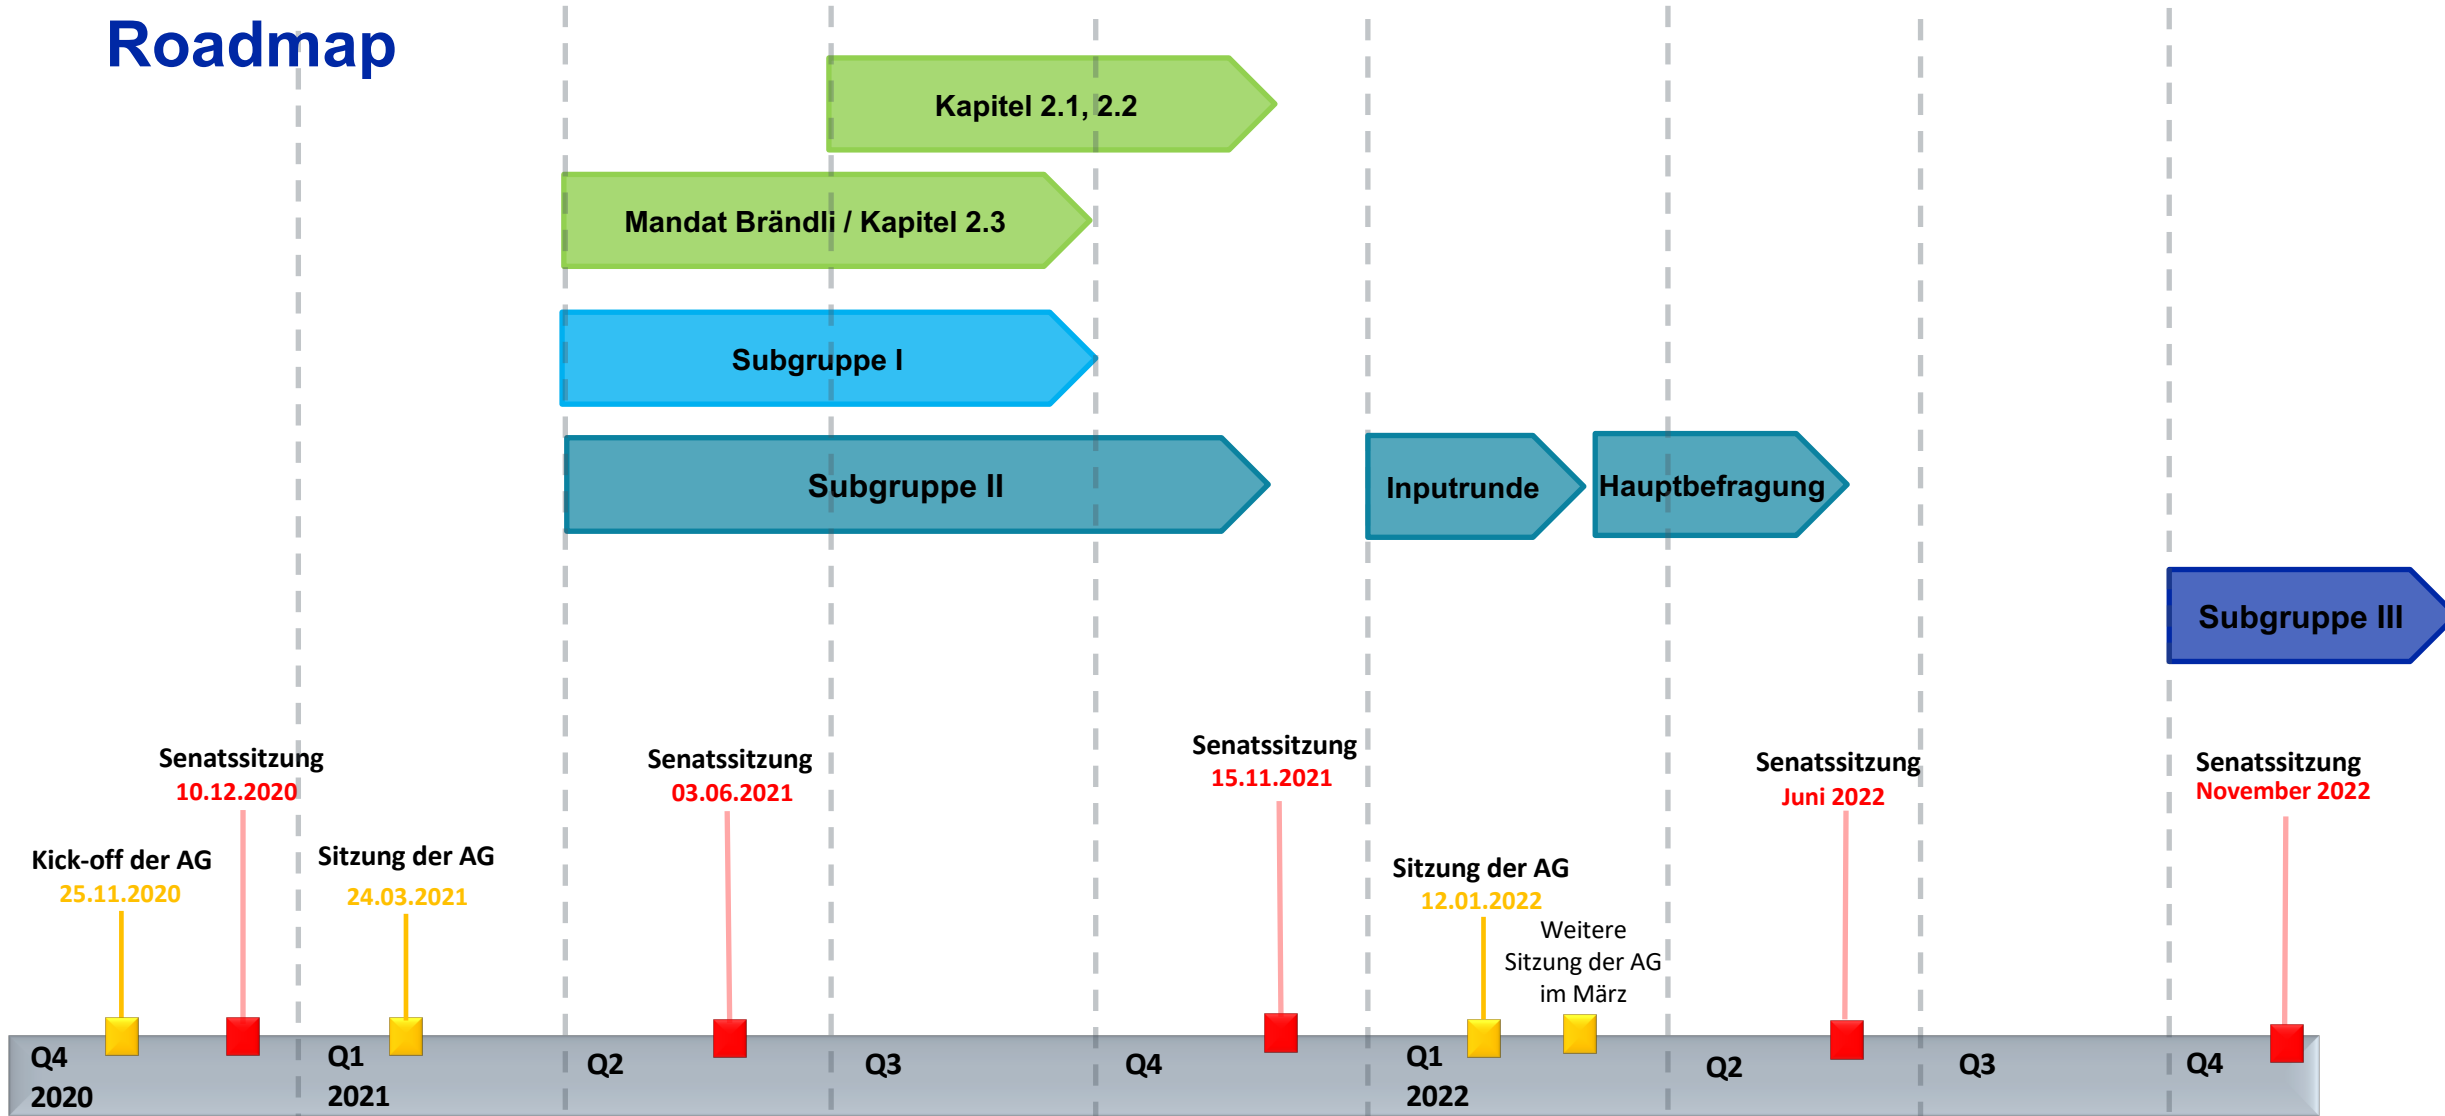 Roadmap
Kapitel 2.1, 2.2
Mandat Brändli / Kapitel 2.3
Subgruppe I
Subgruppe II
Inputrunde
Hauptbefragung
Subgruppe III
Senatssitzung
10.12.2020
Senatssitzung
03.06.2021
Senatssitzung
15.11.2021
Senatssitzung
Juni 2022
Senatssitzung
November 2022
Kick-off der AG
25.11.2020
Sitzung der AG
24.03.2021
Sitzung der AG
12.01.2022
Weitere
Sitzung der AG
im März
Q4
2020
Q1
2021
Q2
Q3
Q4
Q1
2022
Q2
Q3
Q4